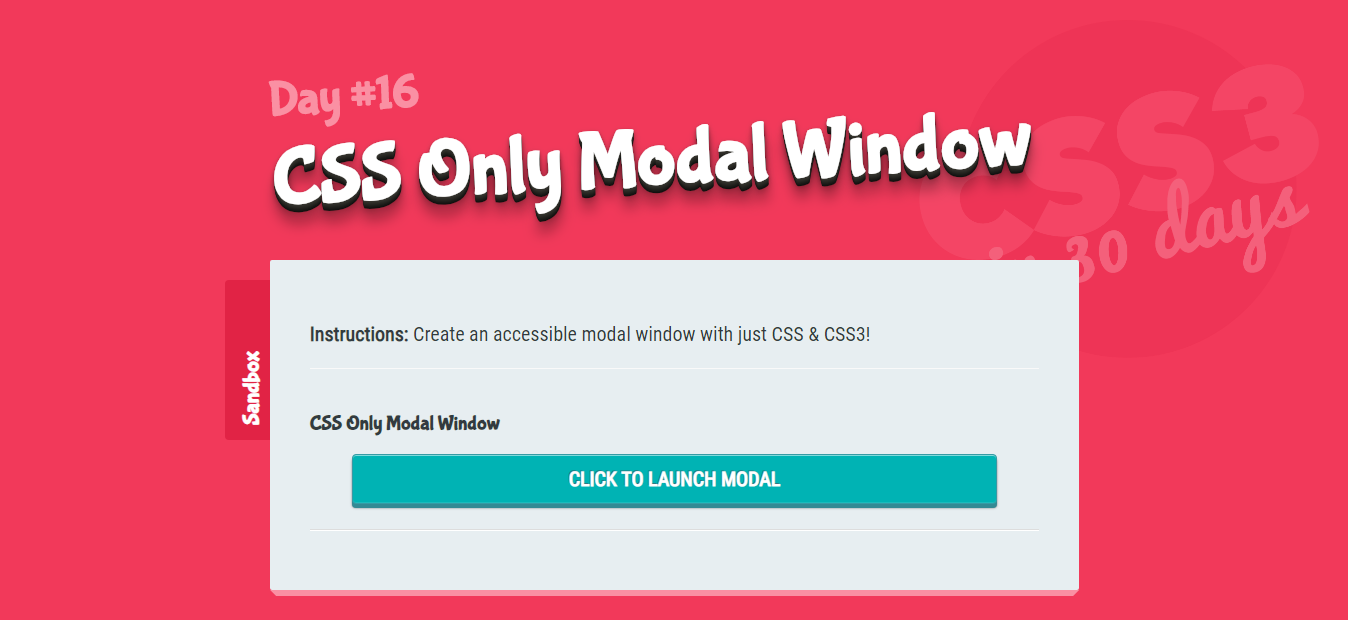 Day #16
CSS Only Modal Window
CSS3
30 days
Sandbox
Instructions: Create an accessible modal window with just CSS & CSS3!
CSS Only Modal Window
CLICK TO LAUNCH MODAL